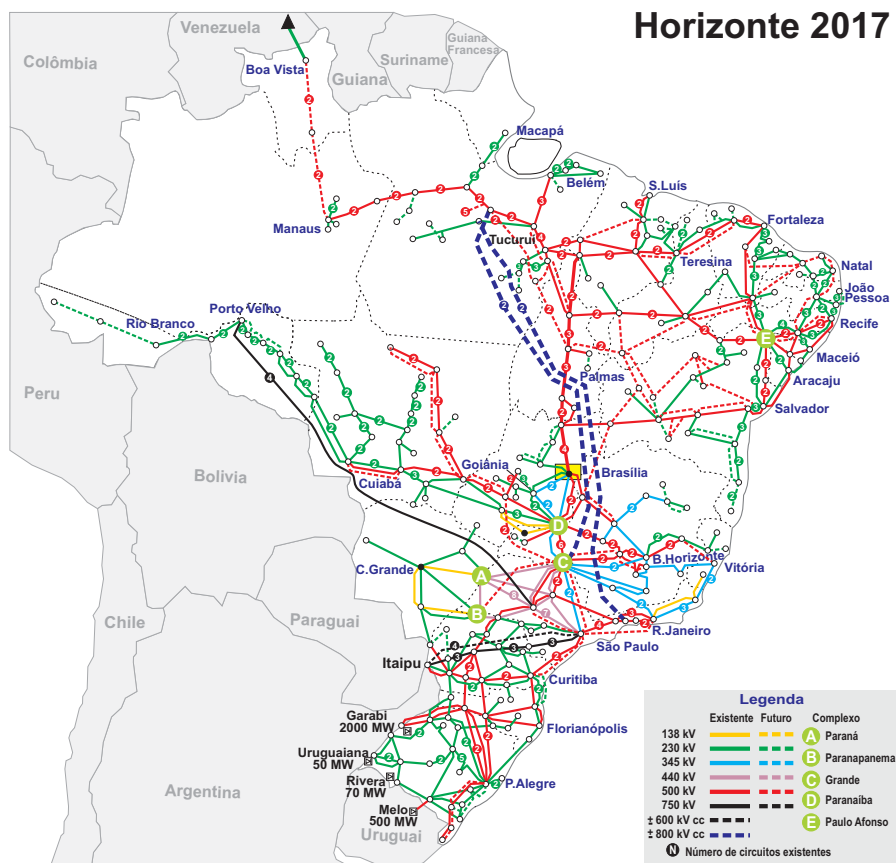 Horizonte 2017
Venezuela
Colômbia
Guiana
Suriname
Guiana
Francesa
Boa Vista
Macapá
Belém
S.Luís
Fortaleza
Manaus
Tucuruí
Teresina
Natal
João
Pessoa
Recife
Porto Velho
Rio Branco
E
Maceió
Peru
Palmas
Aracaju
Salvador
Bolivia
Cuiabá
Goiânia
Brasília
D
C
B.Horizonte
Vitória
C.Grande
A
B
Chile
Paraguai
R.Janeiro
São Paulo
Itaipu
Curitiba
Garabi
2000 MW
Florianópolis
Uruguaiana
50 MW
Rivera
70 MW
P.Alegre
Argentina
Melo
500 MW
Uruguai
Legenda
Existente Futuro Complexo
138 kV A Paraná
230 kV B Paranapanema
345 kV
440 kV C Grande
500 kV D Paranaíba
750 kV
± 600 kV cc E Paulo Afonso
± 800 kV cc
N Número de circuitos existentes